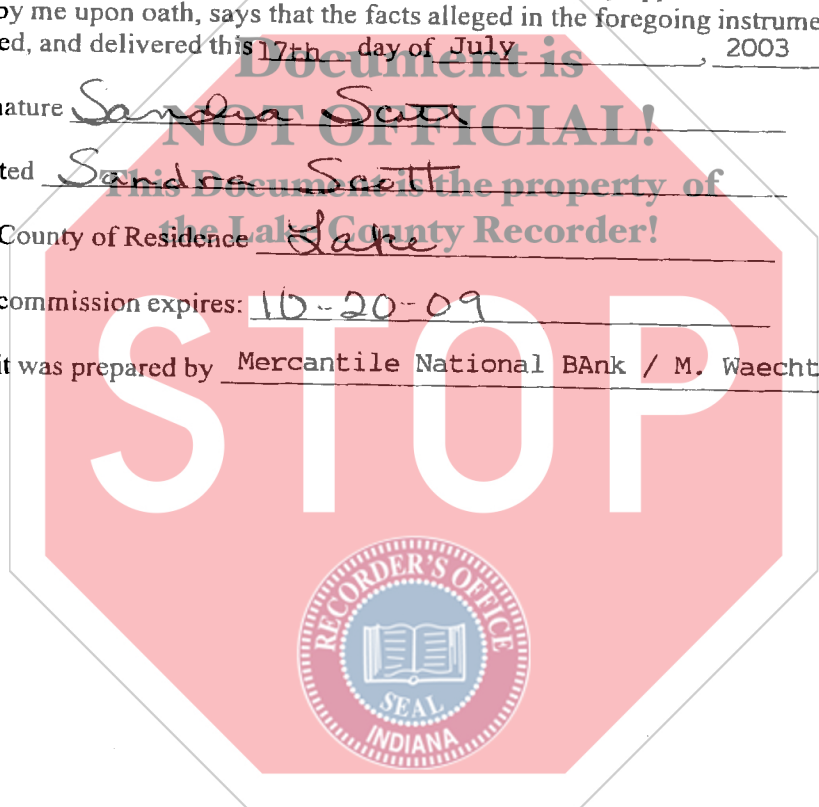 by me upon oath, says that the facts alleged in the foregoing instrume
ed, and delivered this 17th day of July, 2003
Document is
nature Sandra Scott
NOT OFFICIAL!
ted Sandra Scott
This Document is the property of
the Lake County Recorder!
County of Residence Lake
commission expires: 10-20-09
STOP
it was prepared by Mercantile National BAnk / M. Waecht
RECORDER'S OFFICE
SEAL
INDIANA